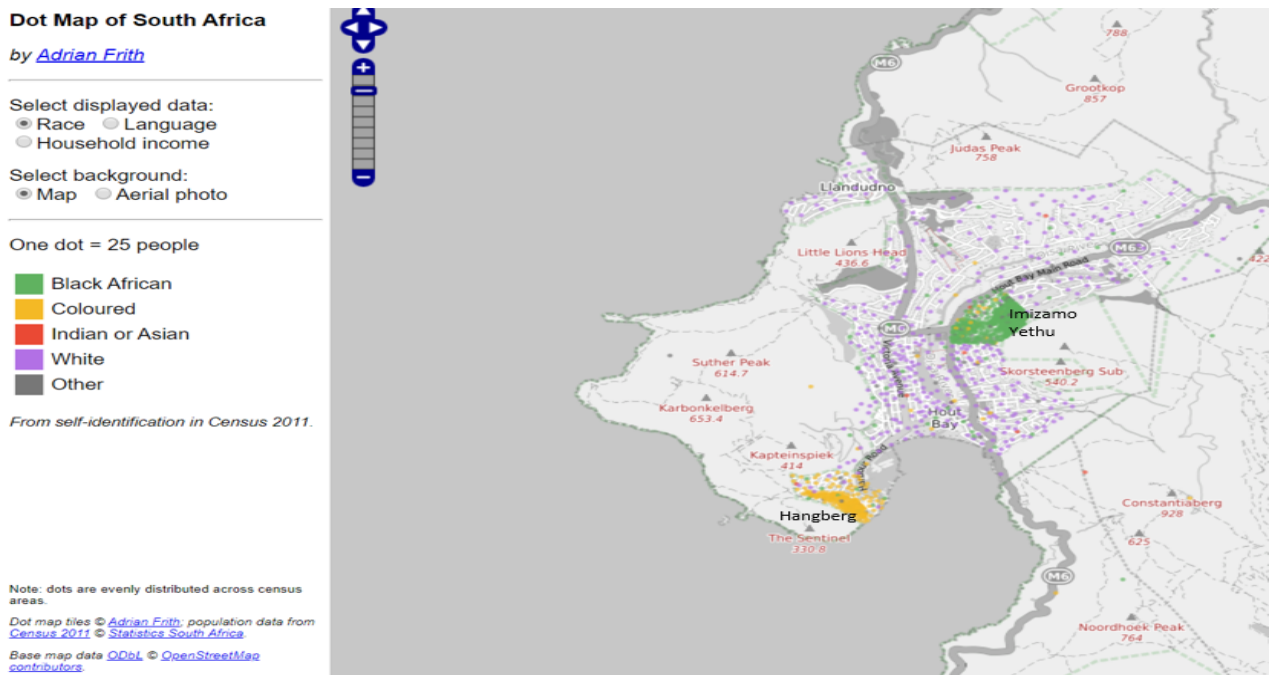 Dot Map of South Africa
by Adrian Frith
Select displayed data:
Race Language
Household income
Select background:
Map Aerial photo
One dot = 25 people
Black African
Coloured
Indian or Asian
White
Other
From self-identification in Census 2011.
Note: dots are evenly distributed across census
areas.
Dot map tiles © Adrian Frith; population data from
Census 2011 © Statistics South Africa.
Base map data ODbL © OpenStreetMap
contributors.
M6
788
Grootkop
857
Judas Peak
758
Llandudno
Little Lions Head
436.6
M6
Hout Bay Main Road
422
Imizamo
Yethu
M6
Victoria Avenue
Suther Peak
614.7
Skorsteenberg Sub
540.2
Karbonkelberg
653.4
Hout
Bay
Kapteinspiek
414
Road
Constantiaberg
928
Hangberg
The Sentinel
330.8
625
M6
Noordhoek Peak
764